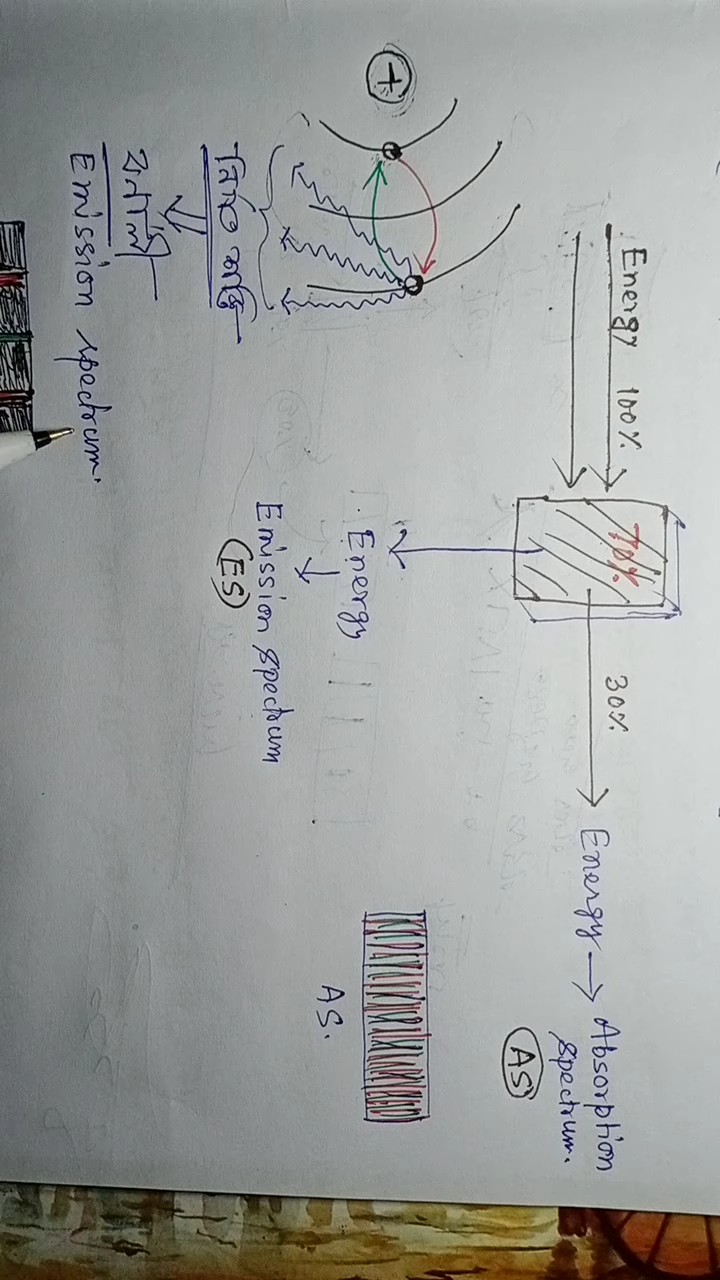 Energy 100%
70%
30%
Energy → Absorption
Spectrum.
AS
+
Energy
Emission Spectrum
ES
AS.
Emission spectrum.